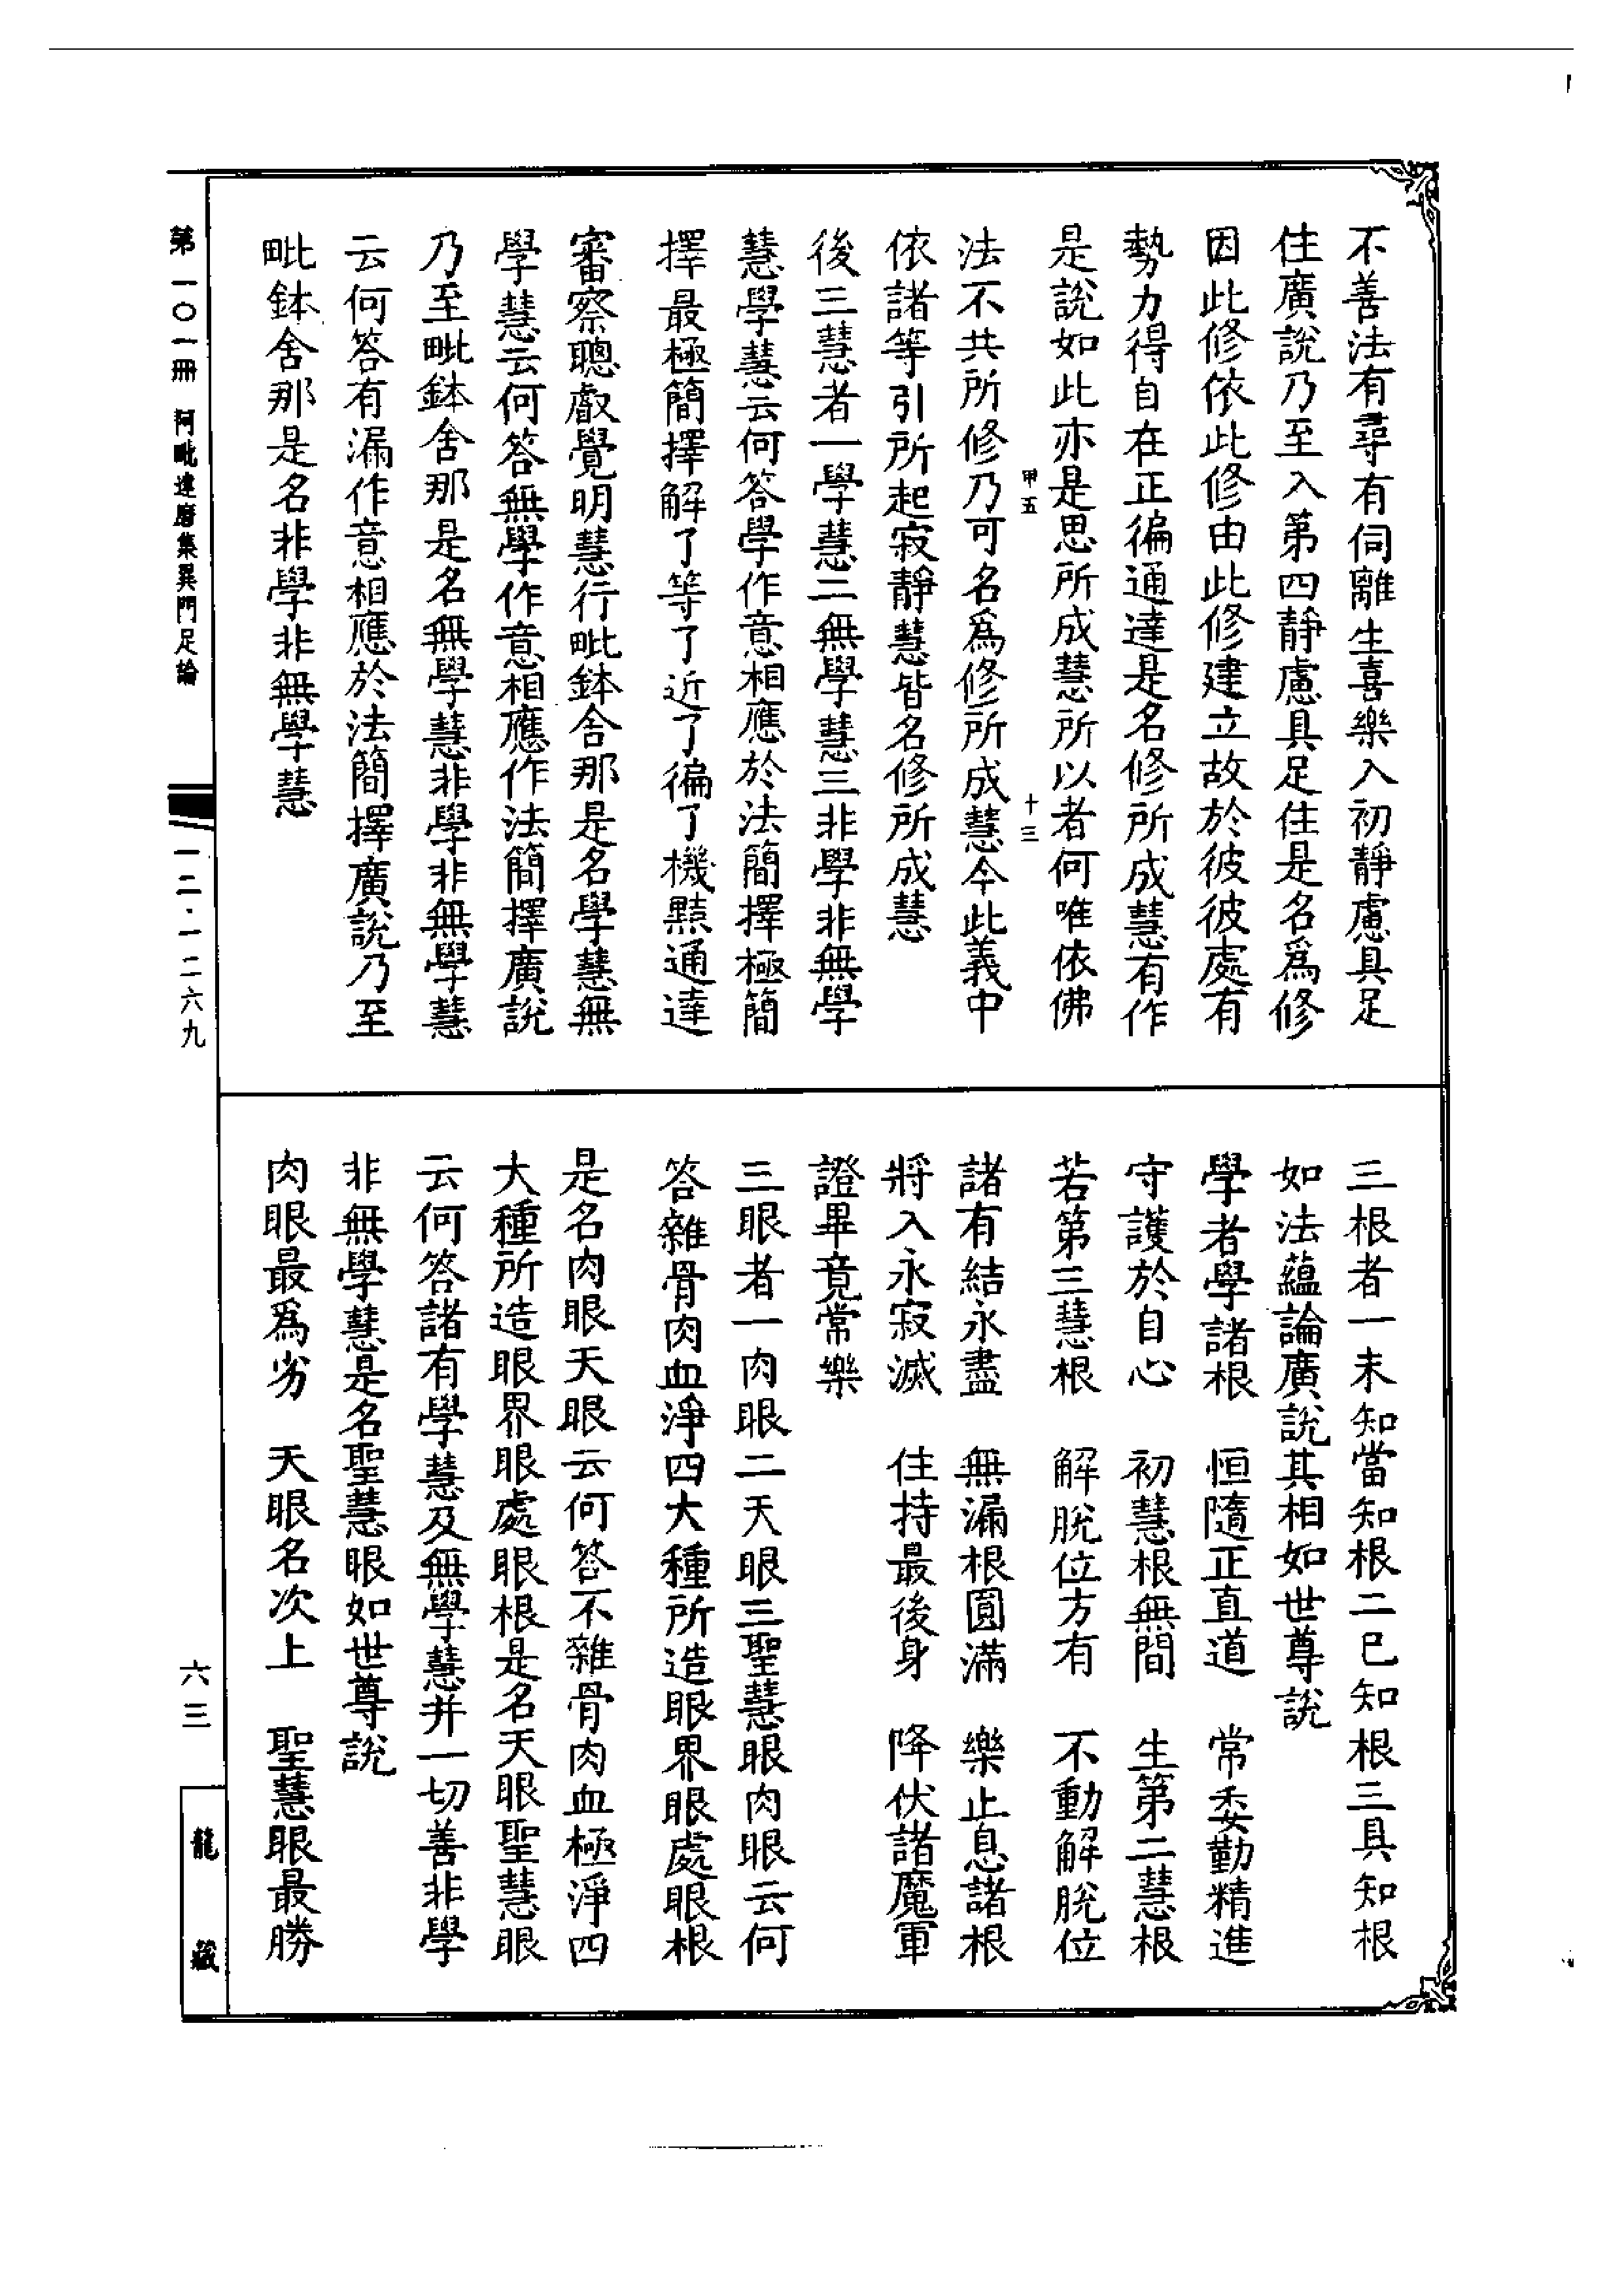 不善法有尋有伺離生喜樂入初靜慮具足
住廣說乃至入第四靜慮具足住是名爲修
因此修依此修由此修建立故於彼彼處有
勢力得自在正徧通達是名修所成慧有作
是說如此亦是思所成慧所以者何唯依佛
甲五 十三
法不共所修乃可名爲修所成慧今此義中
依諸等引所起寂靜慧皆名修所成慧
後三慧者一學慧二無學慧三非學非無學
慧學慧云何答學作意相應於法簡擇極簡
擇最極簡擇解了等了近了徧了機黠通達
審察聰叡覺明慧行毗鉢舍那是名學慧無
學慧云何答無學作意相應作法簡擇廣說
乃至毗鉢舍那是名無學慧非學非無學慧
云何答有漏作意相應於法簡擇廣說乃至
毗鉢舍那是名非學非無學慧
三根者一未知當知根二已知根三具知根
如法蘊論廣說其相如世尊說
學者學諸根 恒隨正直道 常委勤精進
守護於自心 初慧根無間 生第二慧根
若第三慧根 解脫位方有 不動解脫位
諸有結永盡 無漏根圓滿 樂止息諸根
將入永寂滅 住持最後身 降伏諸魔軍
證畢竟常樂
三眼者一肉眼二天眼三聖慧眼肉眼云何
答雜骨肉血淨四大種所造眼界眼處眼根
是名肉眼天眼云何答不雜骨肉血極淨四
大種所造眼界眼處眼根是名天眼聖慧眼
云何答諸有學慧及無學慧并一切善非學
非無學慧是名聖慧眼如世尊說
肉眼最爲劣 天眼名次上 聖慧眼最勝
第一〇一冊 阿毗達磨集異門足論
一二·一二六九
六三
龍藏